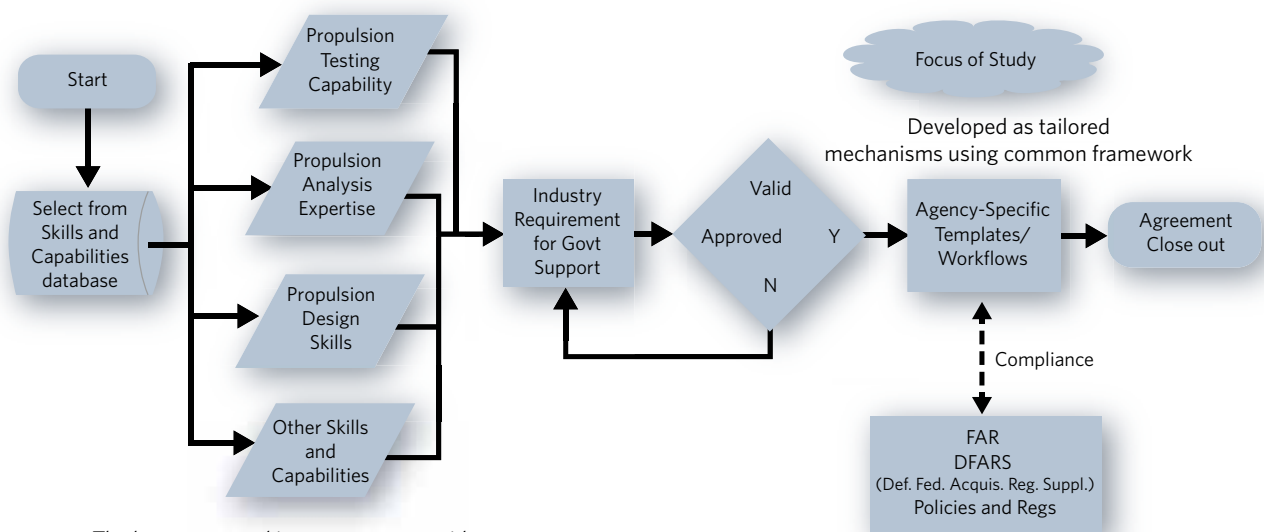 Start
Select from
Skills and
Capabilities
database
Propulsion
Testing
Capability
Propulsion
Analysis
Expertise
Propulsion
Design
Skills
Other Skills
and
Capabilities
Industry
Requirement
for Govt
Support
Valid
Approved
Y
N
Focus of Study
Developed as tailored
mechanisms using common framework
Agency-Specific
Templates/
Workflows
Agreement
Close out
Compliance
FAR
DFARS
(Def. Fed. Acquis. Reg. Suppl.)
Policies and Regs